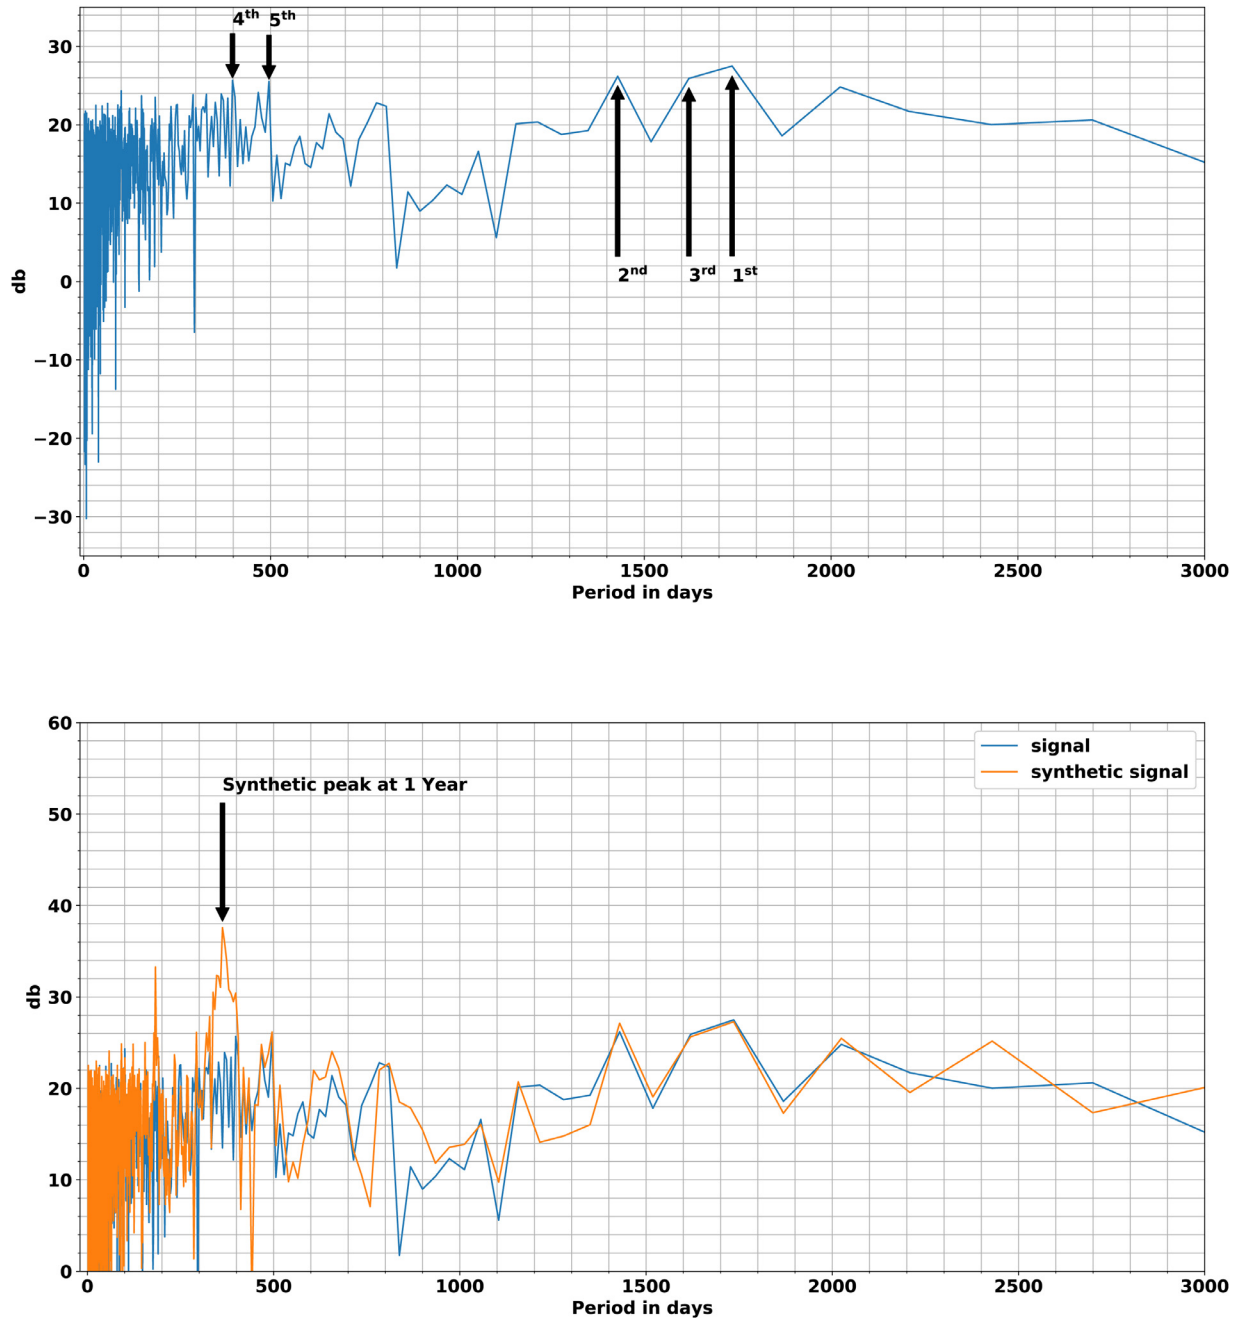 4th 5th
30
20
10
0
−10
−20
−30
db
2nd 3rd 1st
0 500 1000 1500 2000 2500 3000
Period in days
60
50
40
30
20
10
0
db
signal
synthetic signal
Synthetic peak at 1 Year
0 500 1000 1500 2000 2500 3000
Period in days